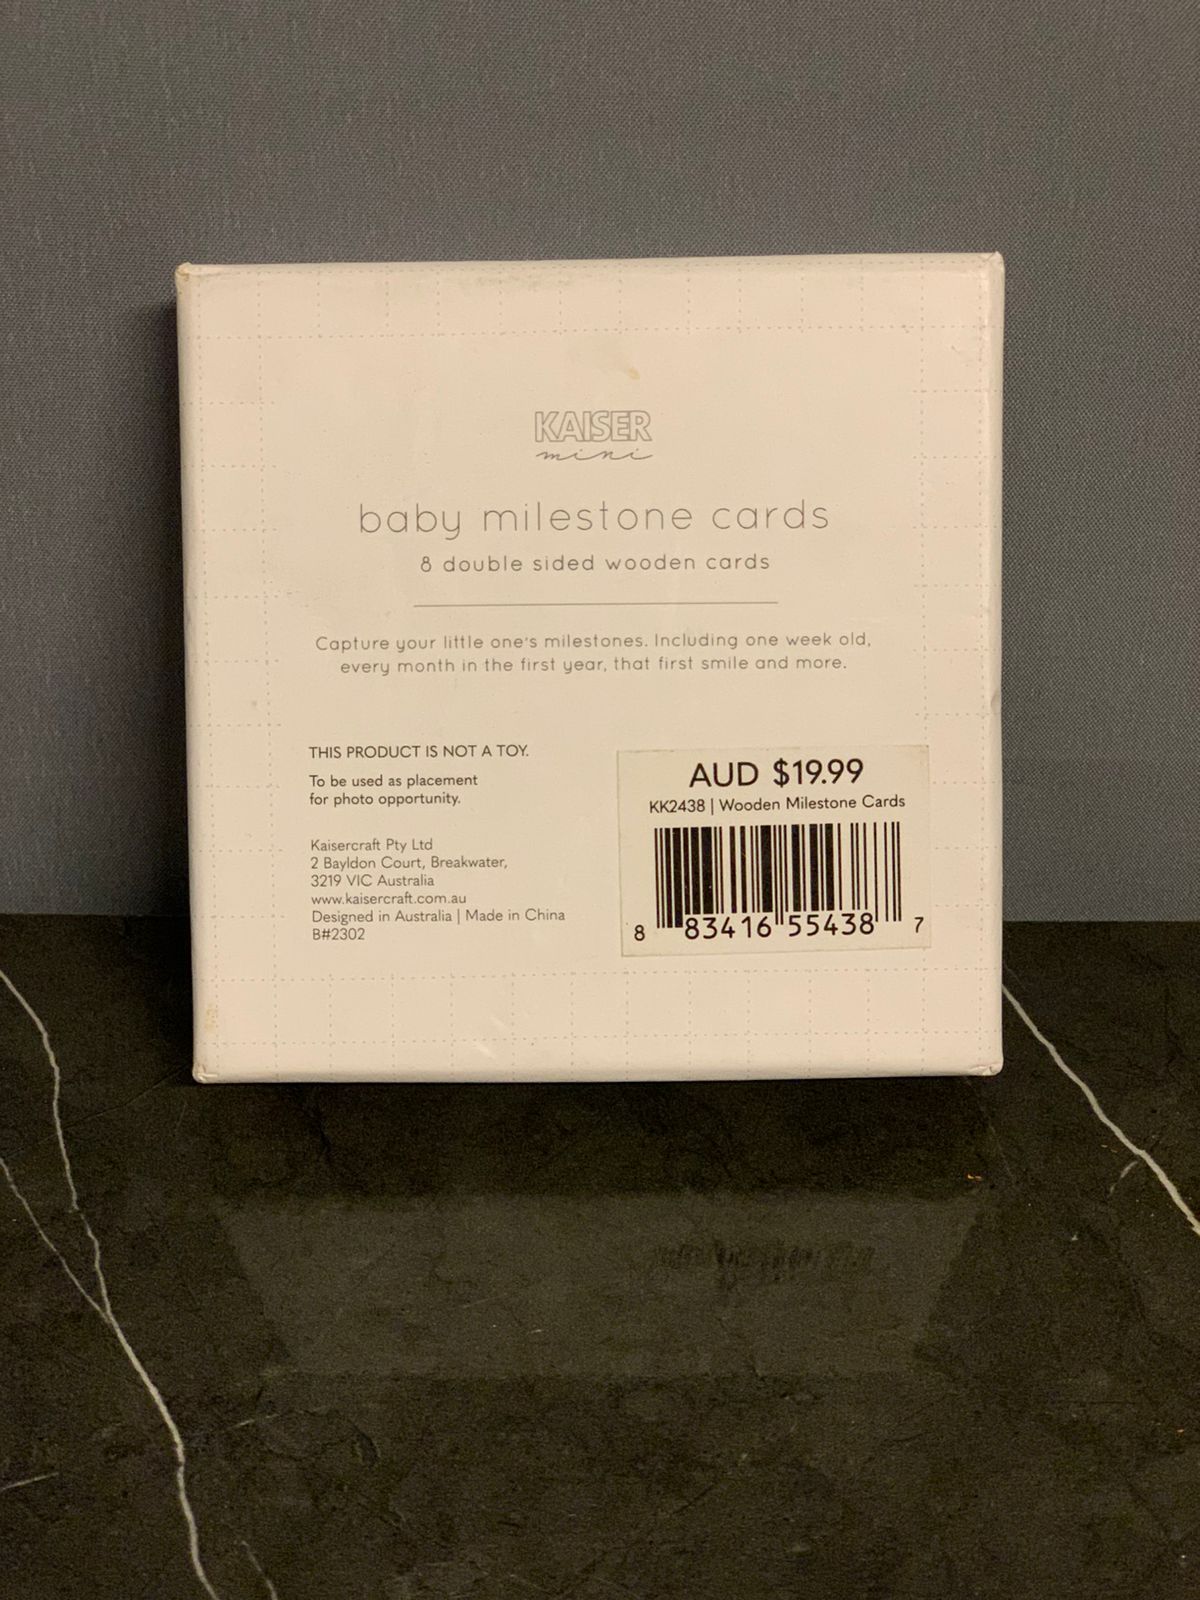 KAISER
mini
baby milestone cards
8 double sided wooden cards
Capture your little one's milestones. Including one week old,
every month in the first year, that first smile and more.
THIS PRODUCT IS NOT A TOY.
To be used as placement
for photo opportunity.
Kaisercraft Pty Ltd
2 Bayldon Court, Breakwater,
3219 VIC Australia
www.kaisercraft.com.au
Designed in Australia | Made in China
B#2302
AUD $19.99
KK2438 | Wooden Milestone Cards
8 83416 55438 7